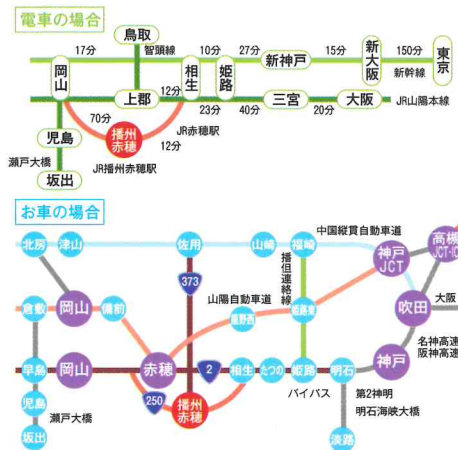 電車の場合
鳥取
17分
智頭線
10分
27分
15分
150分
新幹線
岡山
相生
姫路
新神戸
新大阪
東京
12分
上郡
三宮
大阪
JR山陽本線
23分
40分
20分
70分
JR赤穂駅
12分
播州赤穂
JR播州赤穂駅
児島
瀬戸大橋
坂出
お車の場合
中国縦貫自動車道
北房
津山
佐用
山崎
福崎
神戸JCT
高槻JCT・IC
373
播但連絡線
山陽自動車道
倉敷
岡山
備前
龍野西
姫路東
吹田
大阪
名神高速
阪神高速
早島
岡山
赤穂
2
相生
たつの
姫路
明石
神戸
バイパス
第2神明
明石海峡大橋
250
播州赤穂
児島
瀬戸大橋
坂出
淡路